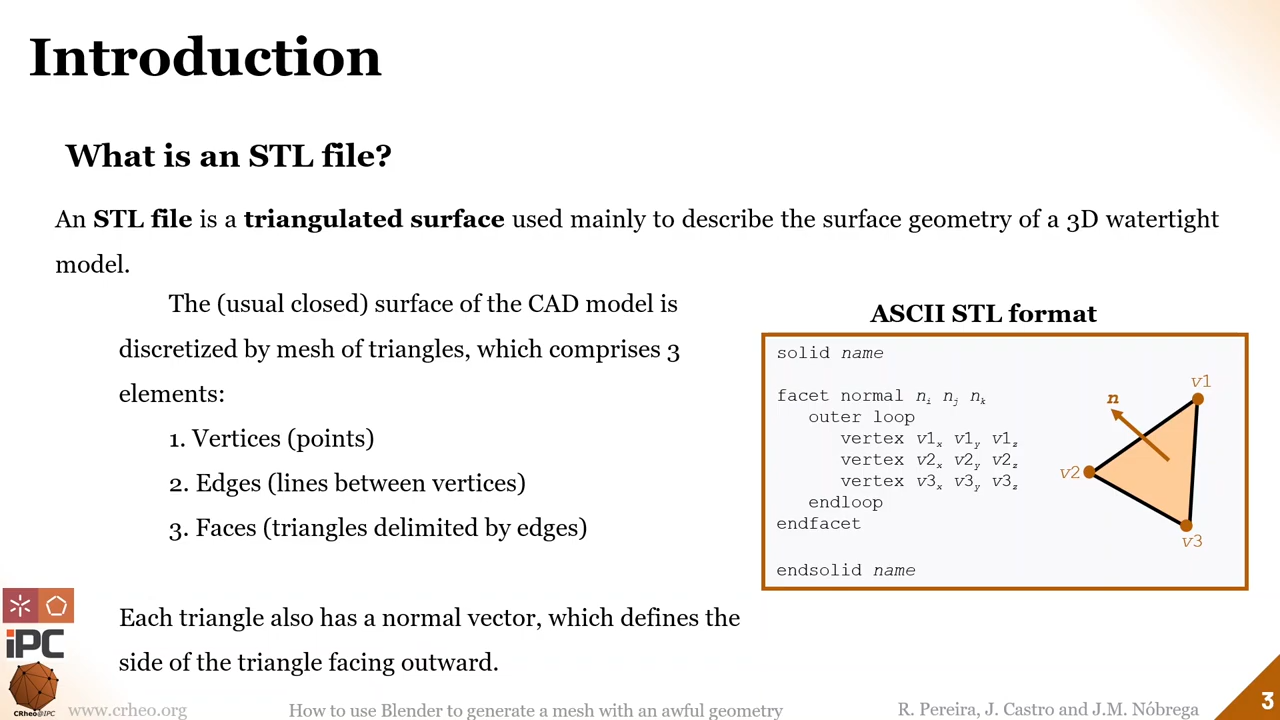 Introduction
What is an STL file?
An STL file is a triangulated surface used mainly to describe the surface geometry of a 3D watertight
model.
The (usual closed) surface of the CAD model is
discretized by mesh of triangles, which comprises 3
elements:
1. Vertices (points)
2. Edges (lines between vertices)
3. Faces (triangles delimited by edges)
Each triangle also has a normal vector, which defines the
side of the triangle facing outward.
ASCII STL format
solid name
facet normal nᵢ nⱼ nₖ
outer loop
vertex v1ₓ v1ᵧ v1z
vertex v2ₓ v2ᵧ v2z
vertex v3ₓ v3ᵧ v3z
endloop
endfacet
endsolid name
v1
n
v2
v3
iPC
CRheo@IPC
www.crheo.org
How to use Blender to generate a mesh with an awful geometry
R. Pereira, J. Castro and J.M. Nóbrega
3